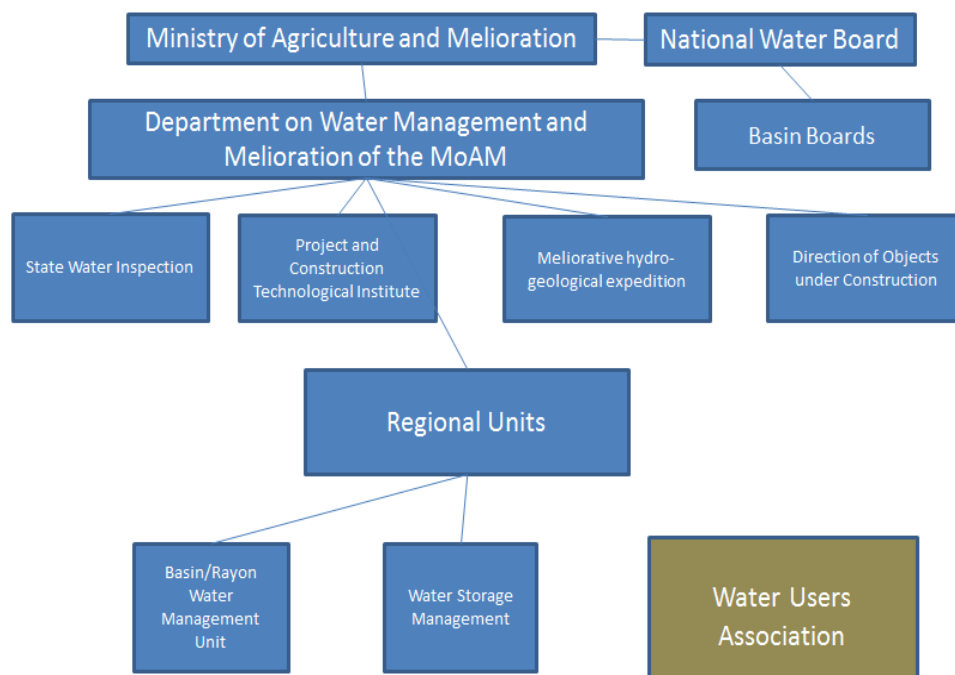 Ministry of Agriculture and Melioration
National Water Board
Department on Water Management and
Melioration of the MoAM
Basin Boards
State Water Inspection
Project and
Construction
Technological Institute
Meliorative hydro-
geological expedition
Direction of Objects
under Construction
Regional Units
Basin/Rayon
Water
Management
Unit
Water Storage
Management
Water Users
Association